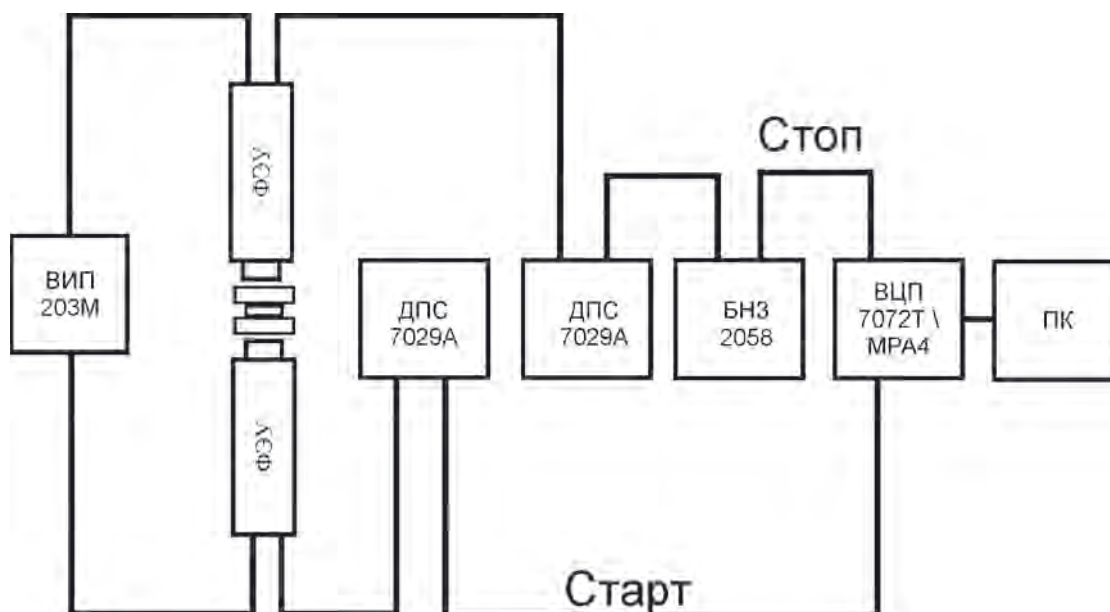 Стоп
ФЭУ
ВИП
203М
ДПС
7029А
ДПС
7029А
БНЗ
2058
ВЦП
7072Т \
МРА4
ПК
ФЭУ
Старт